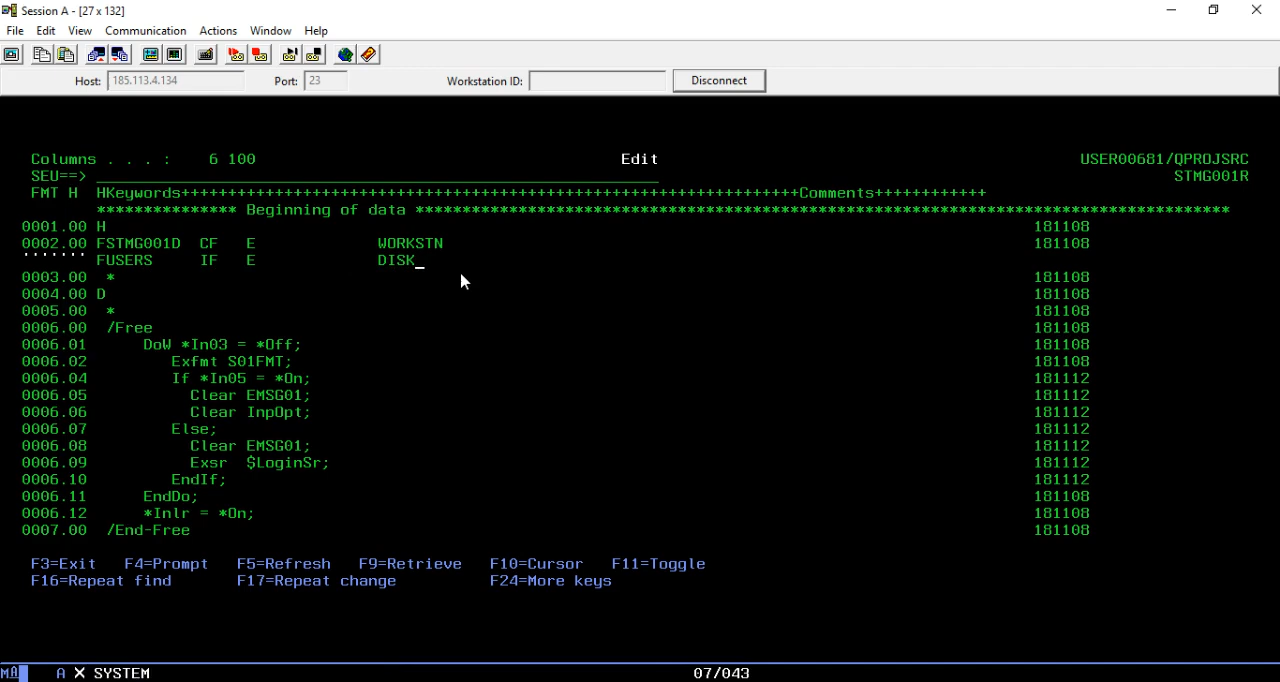 Session A - [27 x 132]
File Edit View Communication Actions Window Help
Host: 185.113.4.134 Port: 23 Workstation ID: Disconnect
Columns . . . : 6 100 Edit USER00681/QPROJSRC
SEU==> STMG001R
FMT H HKeywords++++++++++++++++++++++++++++++++++++++++++++++++++++++++++++++++++Comments++++++++++++
*************** Beginning of data ***************************************************************************************
0001.00 H 181108
0002.00 FSTMG001D CF E WORKSTN 181108
''''''' FUSERS IF E DISK_
0003.00 * 181108
0004.00 D 181108
0005.00 * 181108
0006.00 /Free 181108
0006.01 DoW *In03 = *Off; 181108
0006.02 Exfmt S01FMT; 181108
0006.04 If *In05 = *On; 181112
0006.05 Clear EMSG01; 181112
0006.06 Clear InpOpt; 181112
0006.07 Else; 181112
0006.08 Clear EMSG01; 181112
0006.09 Exsr $LoginSr; 181112
0006.10 EndIf; 181112
0006.11 EndDo; 181108
0006.12 *Inlr = *On; 181108
0007.00 /End-Free 181108
F3=Exit F4=Prompt F5=Refresh F9=Retrieve F10=Cursor F11=Toggle
F16=Repeat find F17=Repeat change F24=More keys
MA A X SYSTEM 07/043